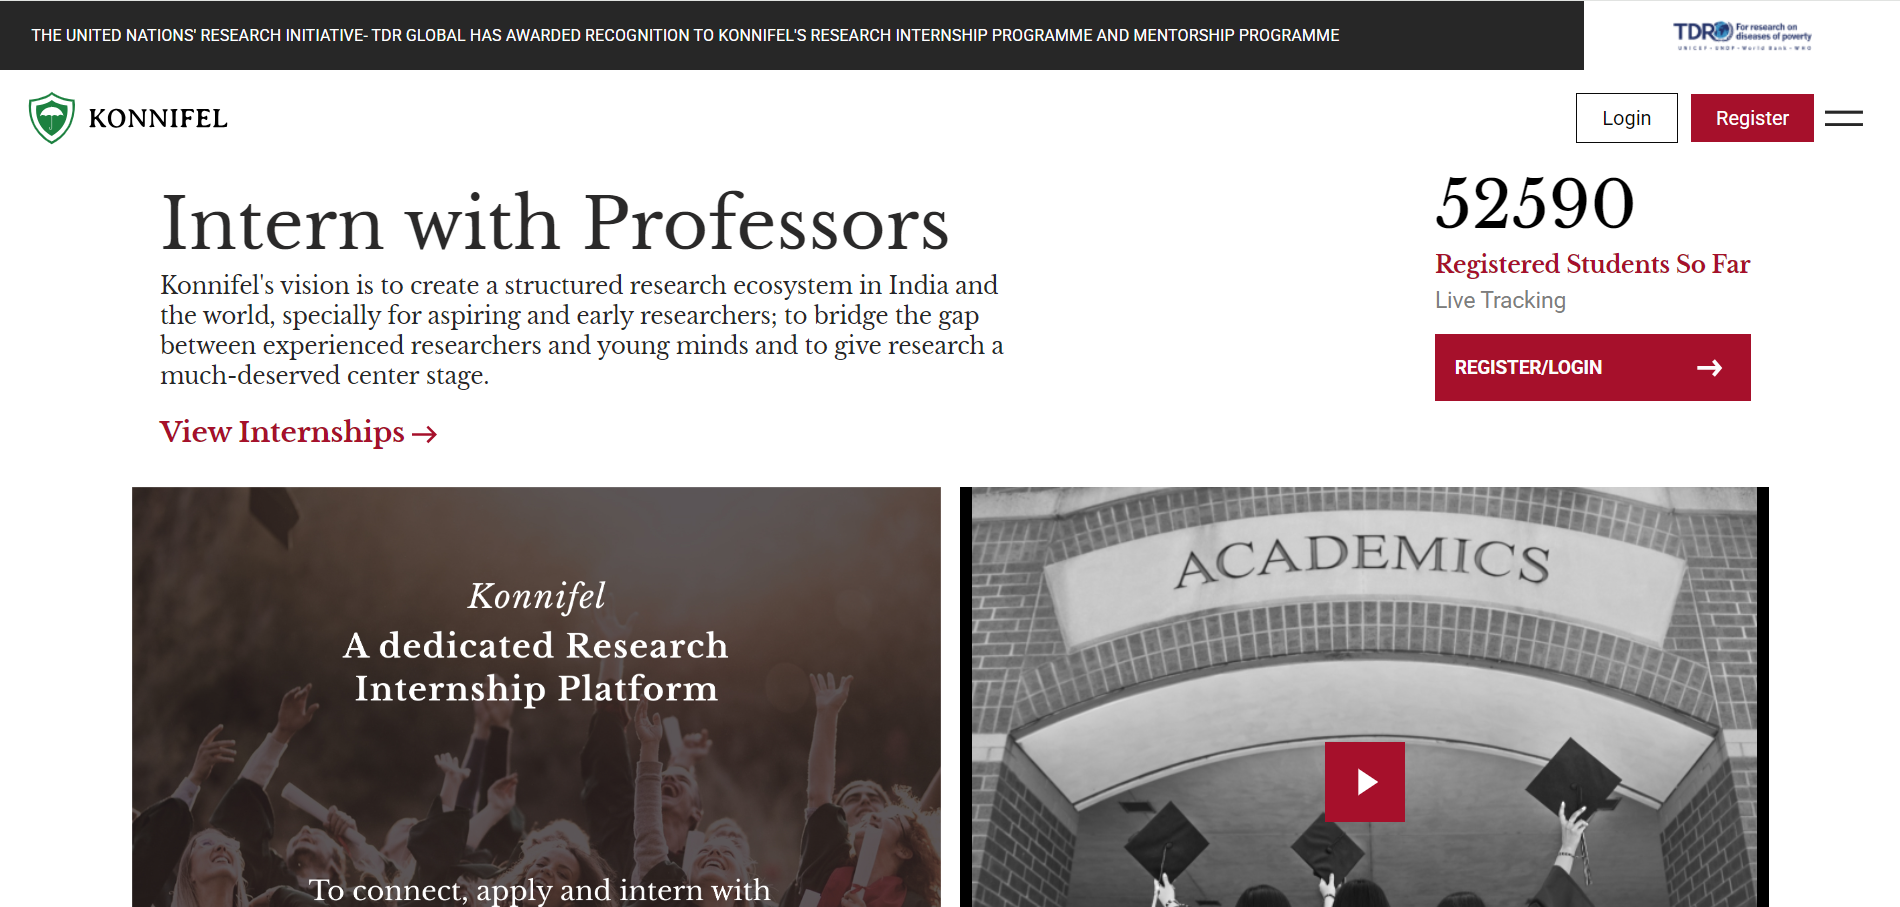 THE UNITED NATIONS' RESEARCH INITIATIVE- TDR GLOBAL HAS AWARDED RECOGNITION TO KONNIFEL'S RESEARCH INTERNSHIP PROGRAMME AND MENTORSHIP PROGRAMME
TDR For research on
diseases of poverty
UNICEF · UNDP · World Bank · WHO
KONNIFEL
Login
Register
Intern with Professors
Konnifel's vision is to create a structured research ecosystem in India and
the world, specially for aspiring and early researchers; to bridge the gap
between experienced researchers and young minds and to give research a
much-deserved center stage.
View Internships →
52590
Registered Students So Far
Live Tracking
REGISTER/LOGIN →
Konnifel
A dedicated Research
Internship Platform
To connect, apply and intern with
ACADEMICS